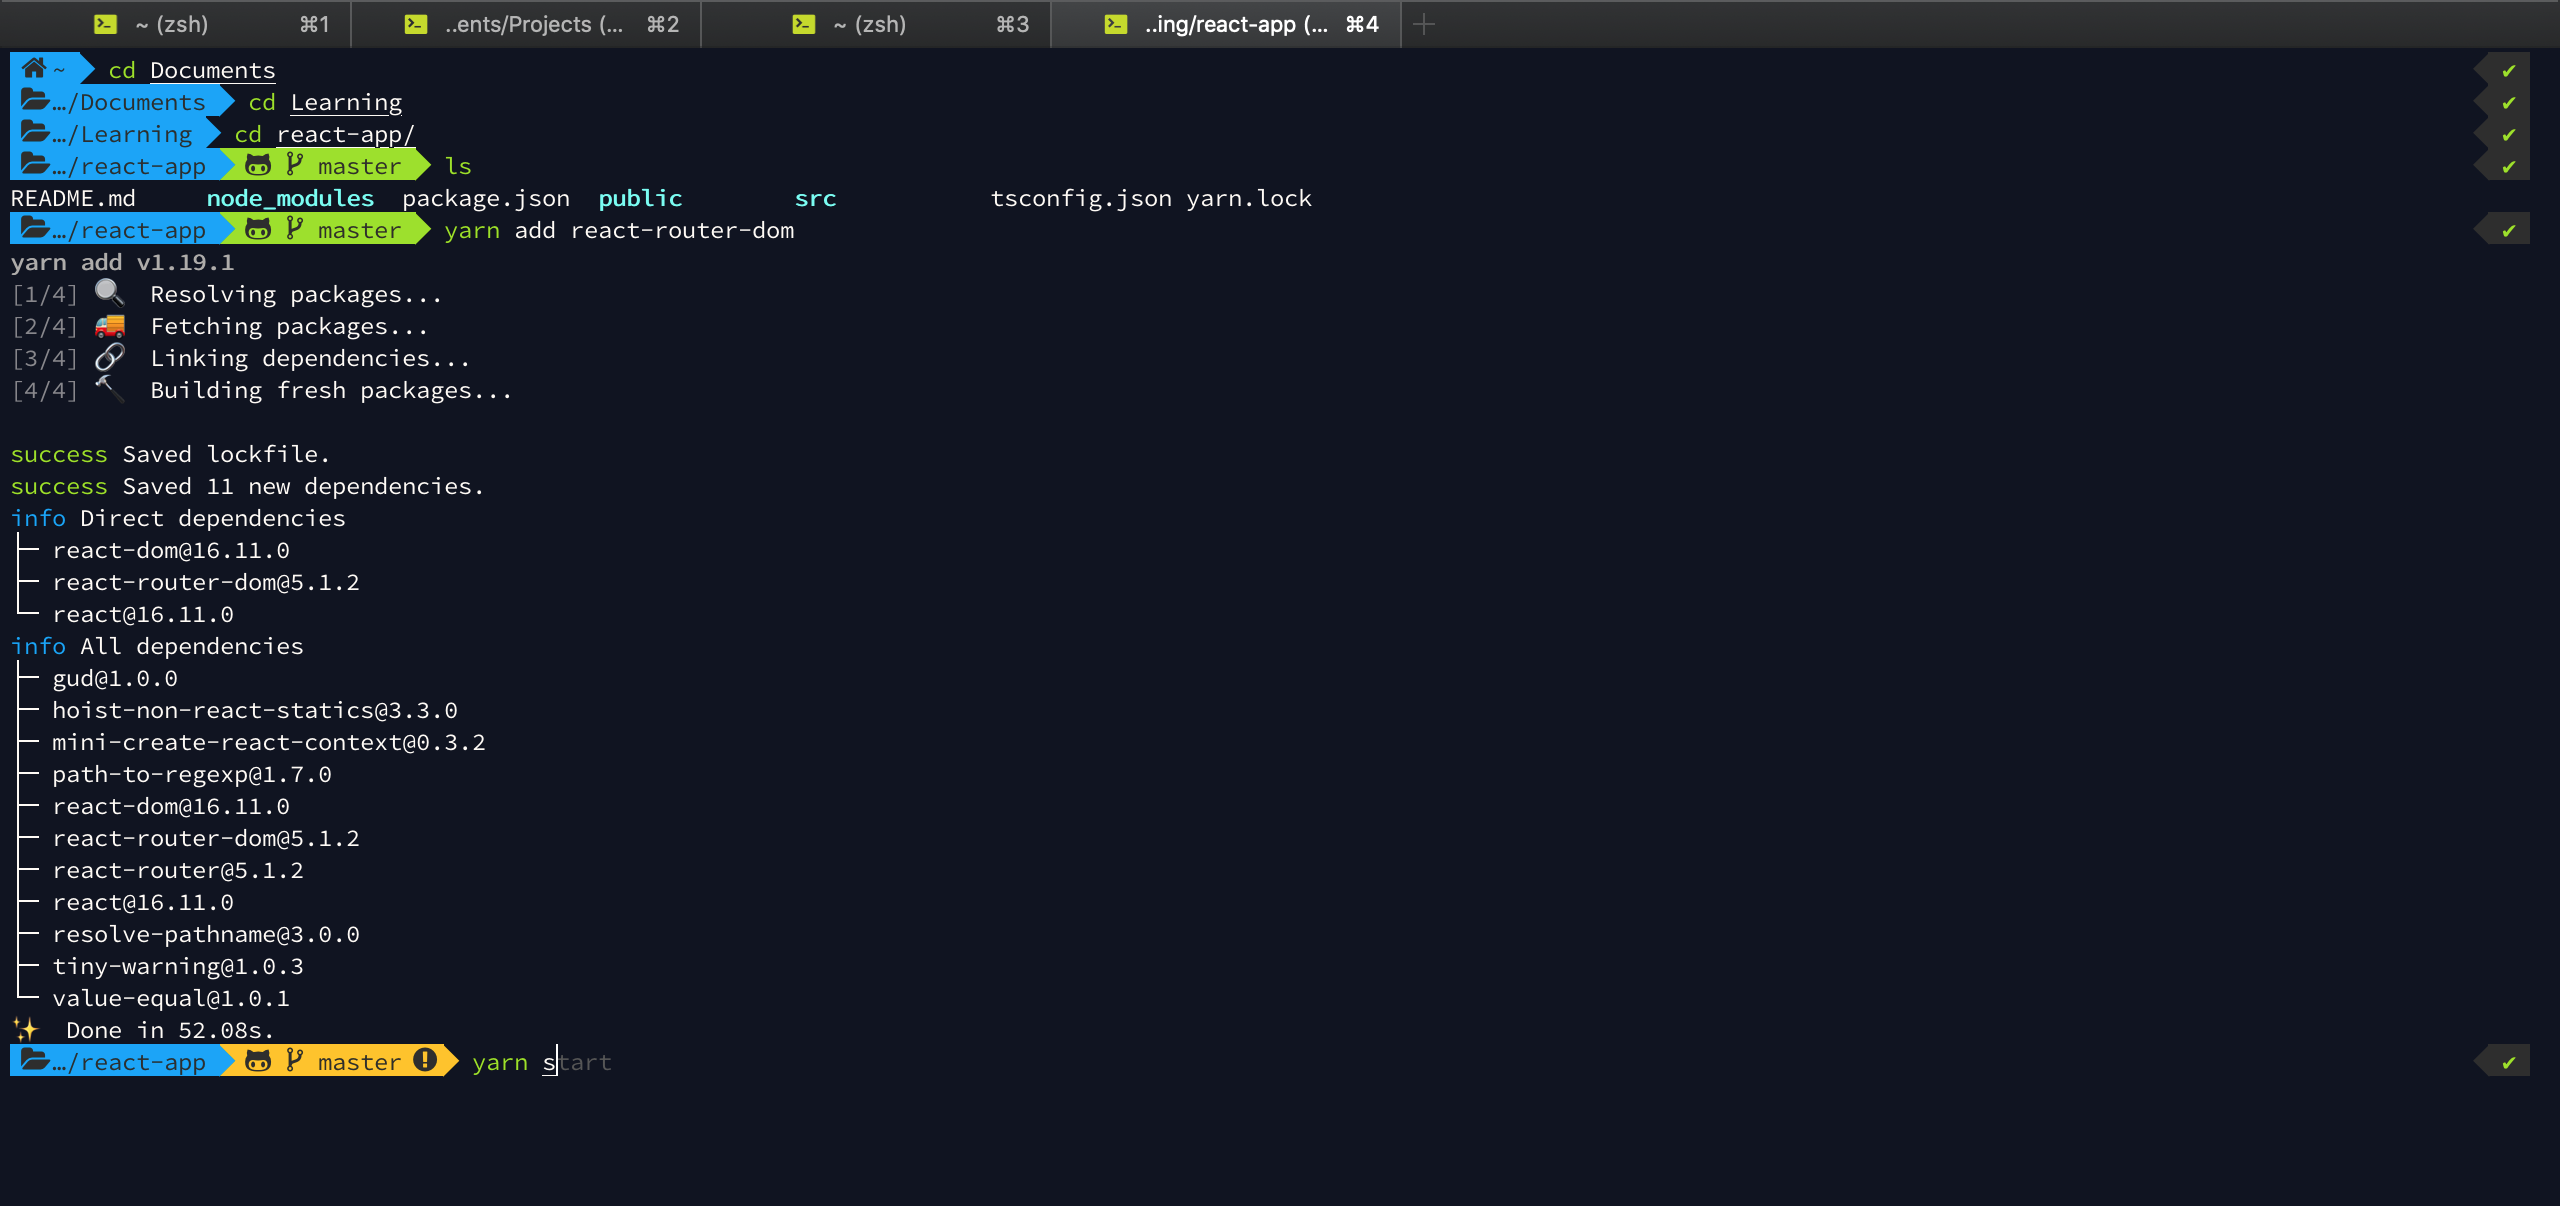 ~ (zsh) ⌘1 ..ents/Projects (... ⌘2 ~ (zsh) ⌘3 ..ing/react-app (... ⌘4
~ cd Documents ✔
…/Documents cd Learning ✔
…/Learning cd react-app/ ✔
…/react-app master ls ✔
README.md node_modules package.json public src tsconfig.json yarn.lock
…/react-app master yarn add react-router-dom ✔
yarn add v1.19.1
[1/4] 🔍 Resolving packages...
[2/4] 🚚 Fetching packages...
[3/4] 🔗 Linking dependencies...
[4/4] 🔨 Building fresh packages...
success Saved lockfile.
success Saved 11 new dependencies.
info Direct dependencies
├─ react-dom@16.11.0
├─ react-router-dom@5.1.2
└─ react@16.11.0
info All dependencies
├─ gud@1.0.0
├─ hoist-non-react-statics@3.3.0
├─ mini-create-react-context@0.3.2
├─ path-to-regexp@1.7.0
├─ react-dom@16.11.0
├─ react-router-dom@5.1.2
├─ react-router@5.1.2
├─ react@16.11.0
├─ resolve-pathname@3.0.0
├─ tiny-warning@1.0.3
└─ value-equal@1.0.1
✨ Done in 52.08s.
…/react-app master yarn start ✔